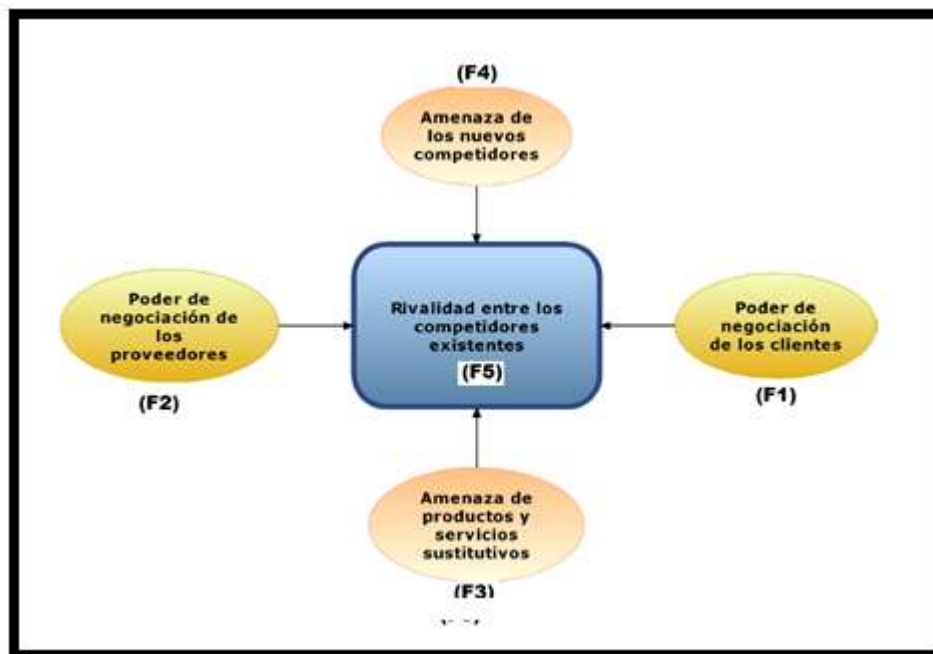 (F4)
Amenaza de
los nuevos
competidores
Poder de
negociación de
los
proveedores
(F2)
Rivalidad entre los
competidores
existentes
(F5)
Poder de
negociación
de los clientes
(F1)
Amenaza de
productos y
servicios
sustitutivos
(F3)